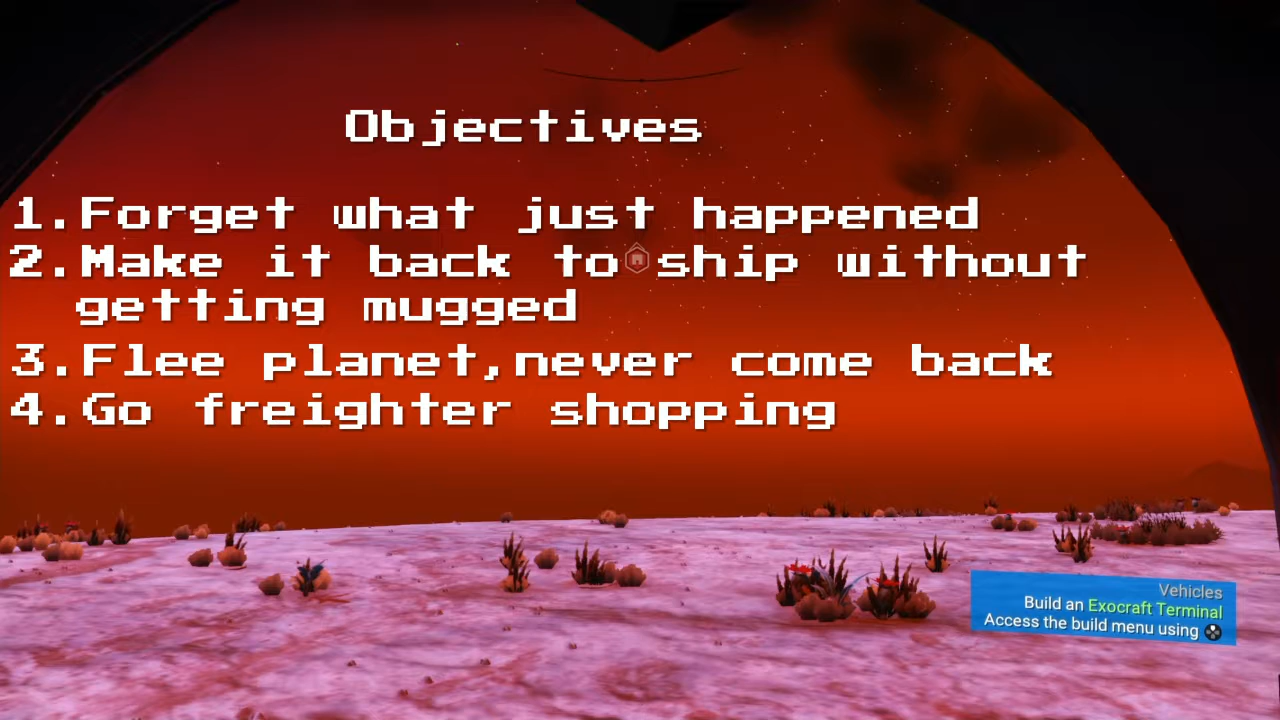 Objectives
1.Forget what just happened
2.Make it back to ship without
getting mugged
3.Flee planet,never come back
4.Go freighter shopping
Vehicles
Build an Exocraft Terminal
Access the build menu using